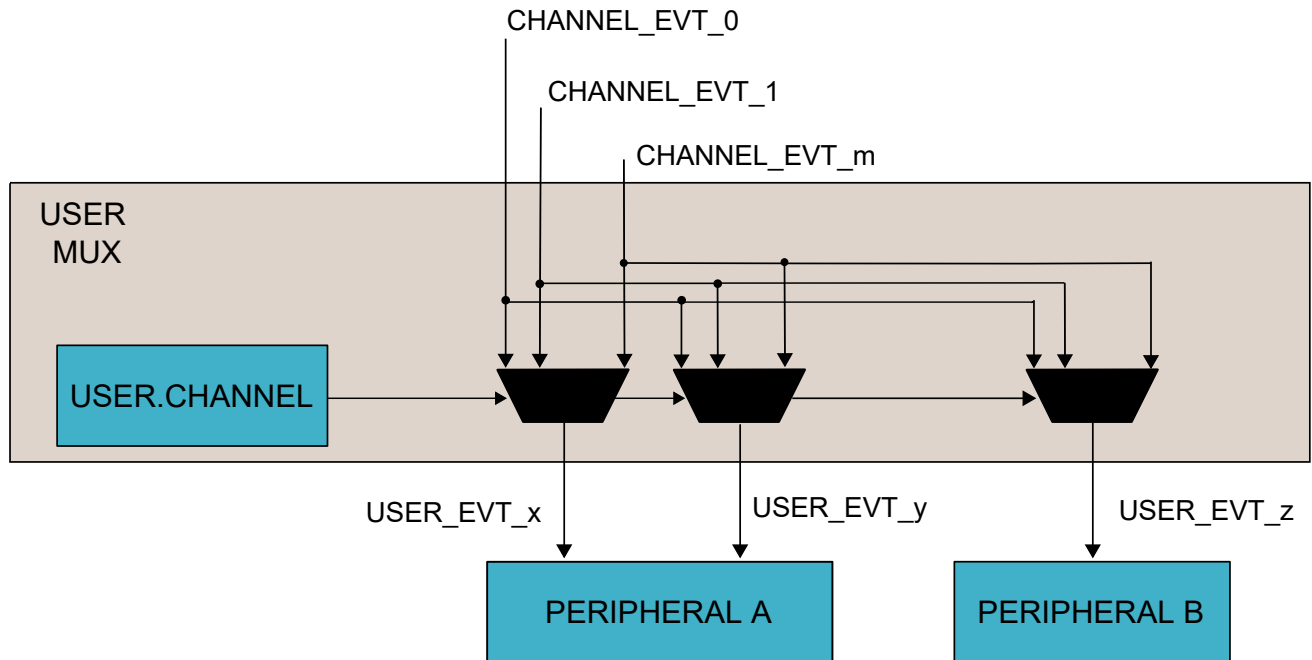 CHANNEL_EVT_0
CHANNEL_EVT_1
CHANNEL_EVT_m
USER
MUX
USER.CHANNEL
USER_EVT_x
USER_EVT_y
USER_EVT_z
PERIPHERAL A
PERIPHERAL B